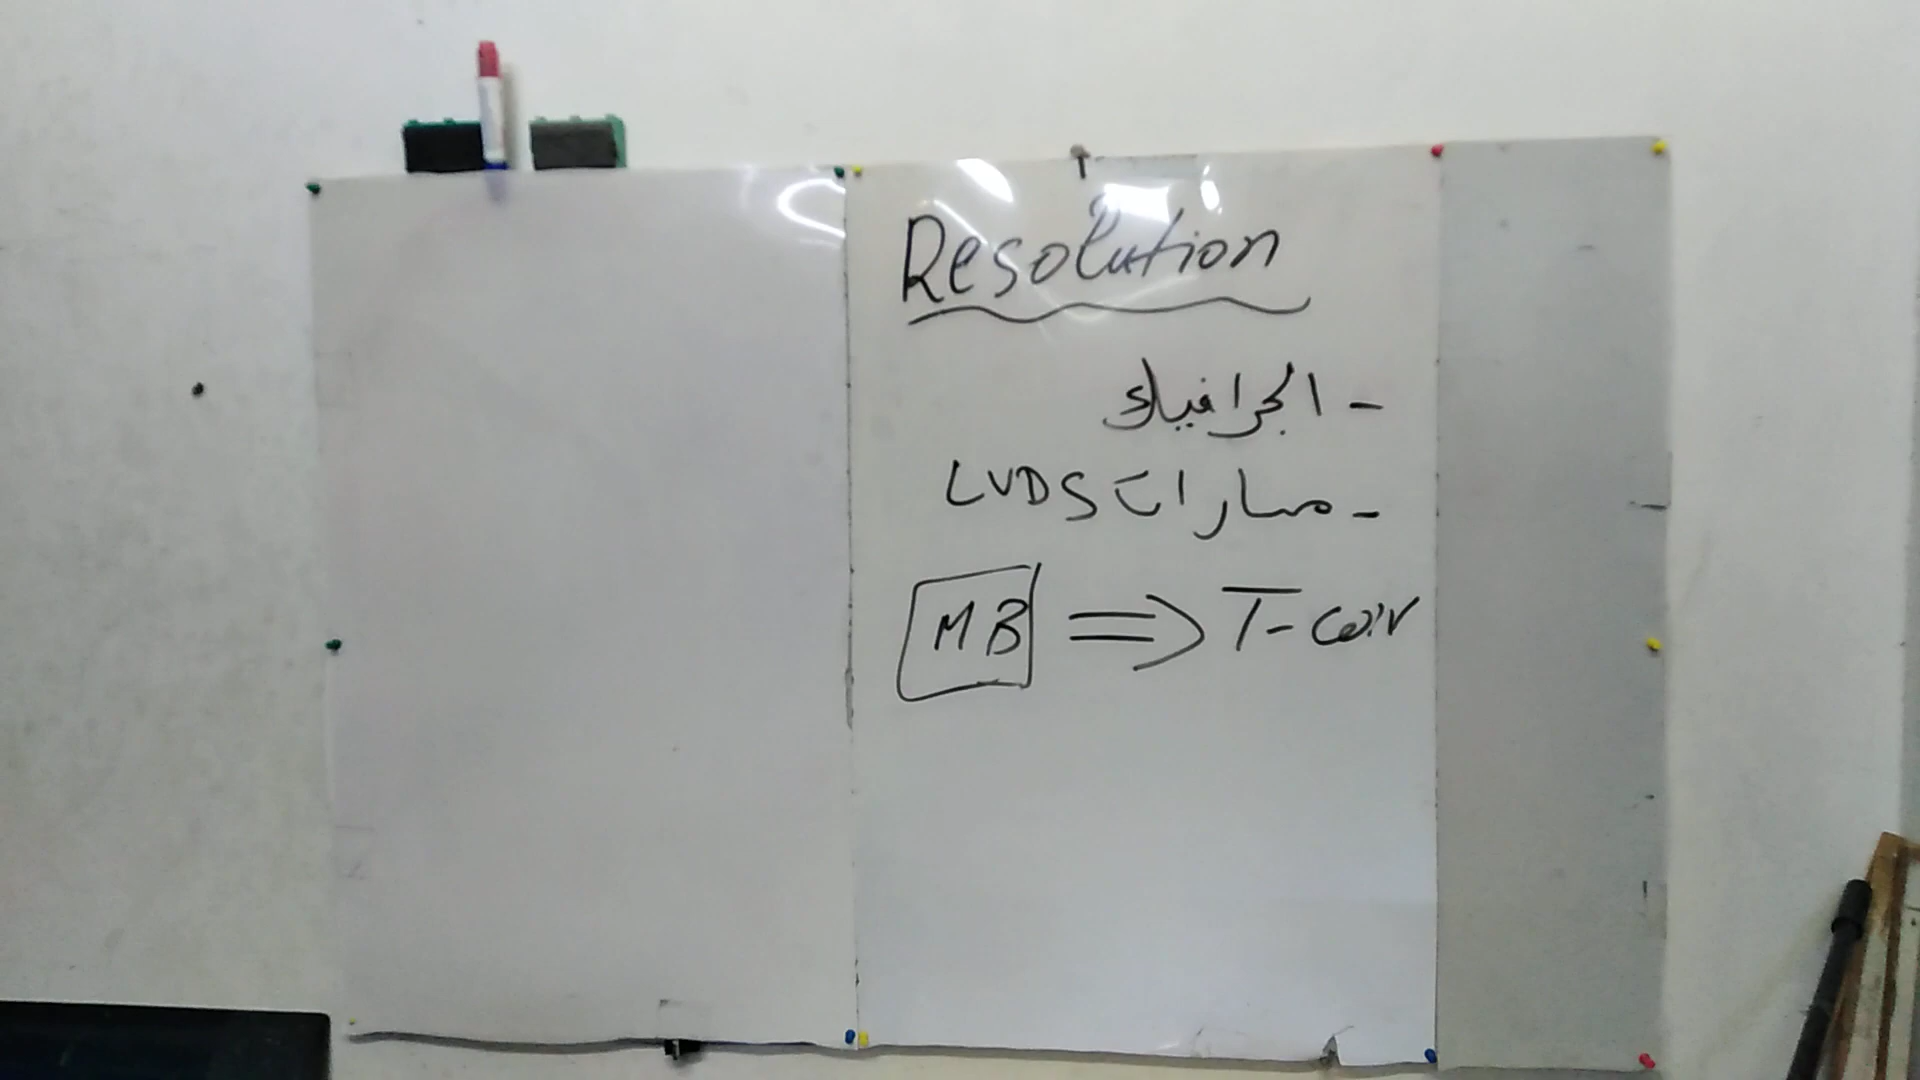 Resolution
- الجرافيك
- مسارات LVDS
MB => T-con